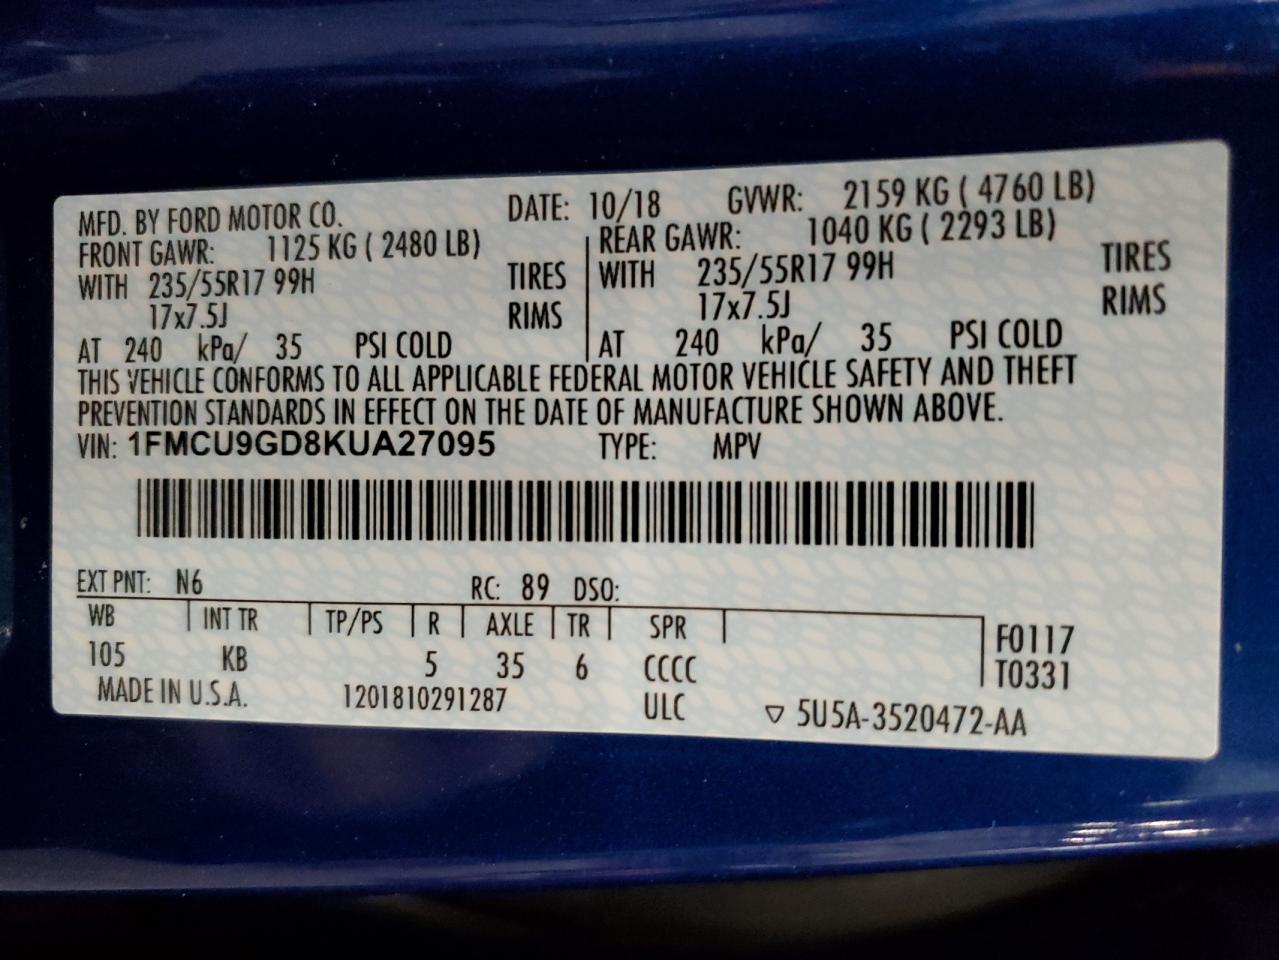 MFD. BY FORD MOTOR CO. DATE: 10/18 GVWR: 2159 KG ( 4760 LB)
FRONT GAWR: 1125 KG ( 2480 LB) REAR GAWR: 1040 KG ( 2293 LB)
WITH 235/55R17 99H TIRES WITH 235/55R17 99H TIRES
17x7.5J RIMS 17x7.5J RIMS
AT 240 kPa/ 35 PSI COLD AT 240 kPa/ 35 PSI COLD
THIS VEHICLE CONFORMS TO ALL APPLICABLE FEDERAL MOTOR VEHICLE SAFETY AND THEFT
PREVENTION STANDARDS IN EFFECT ON THE DATE OF MANUFACTURE SHOWN ABOVE.
VIN: 1FMCU9GD8KUA27095 TYPE: MPV
EXT PNT: N6 RC: 89 DSO:
WB INT TR TP/PS R AXLE TR SPR F0117
105 KB 5 35 6 CCCC T0331
MADE IN U.S.A. 1201810291287 ULC ▽ 5U5A-3520472-AA